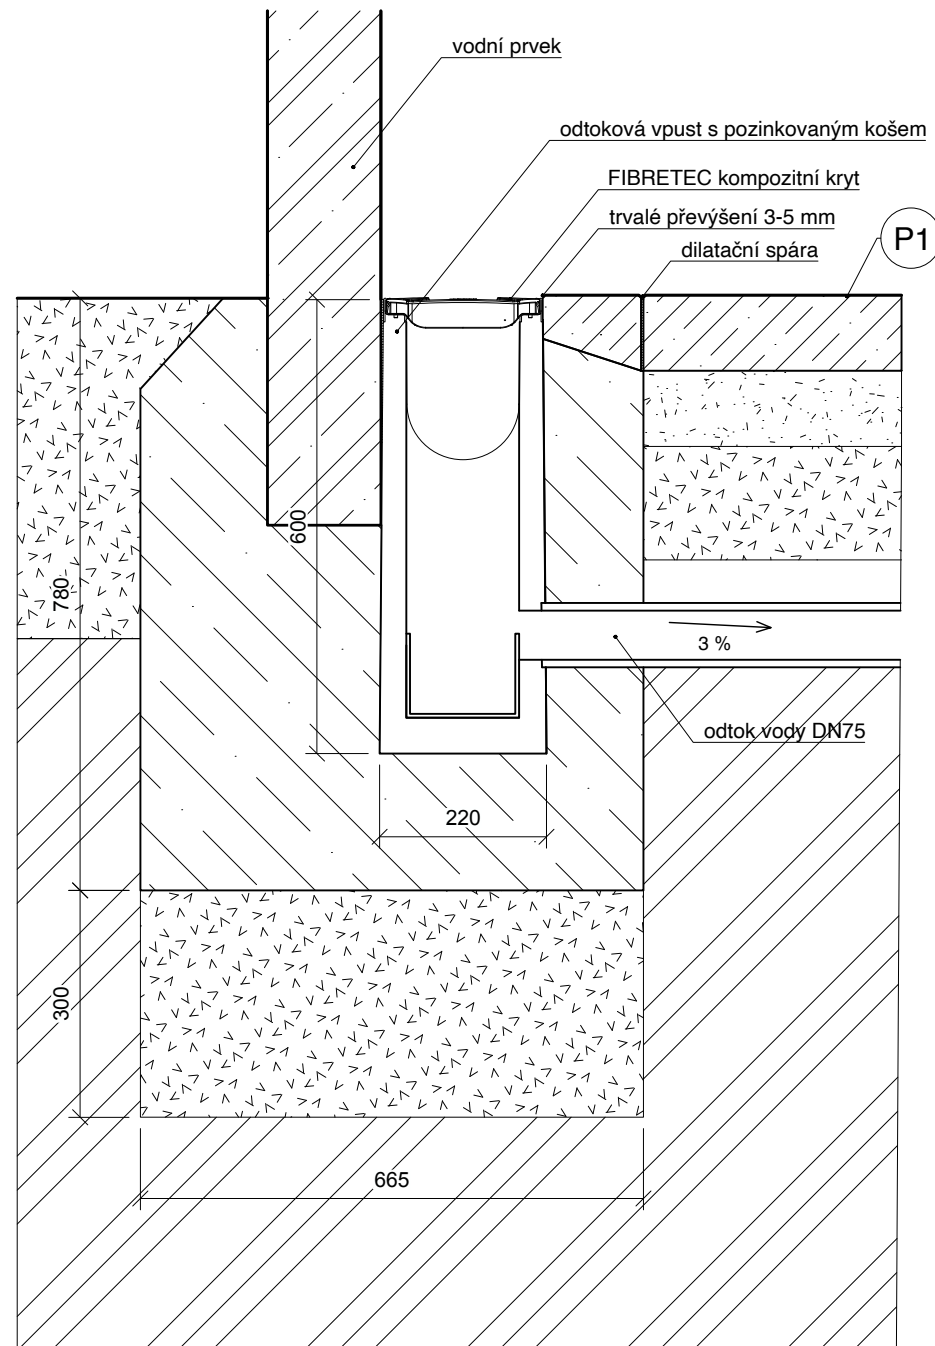 vodní prvek
odtoková vpust s pozinkovaným košem
FIBRETEC kompozitní kryt
trvalé převýšení 3-5 mm
P1
dilatační spára
600
780
3 %
odtok vody DN75
220
300
665